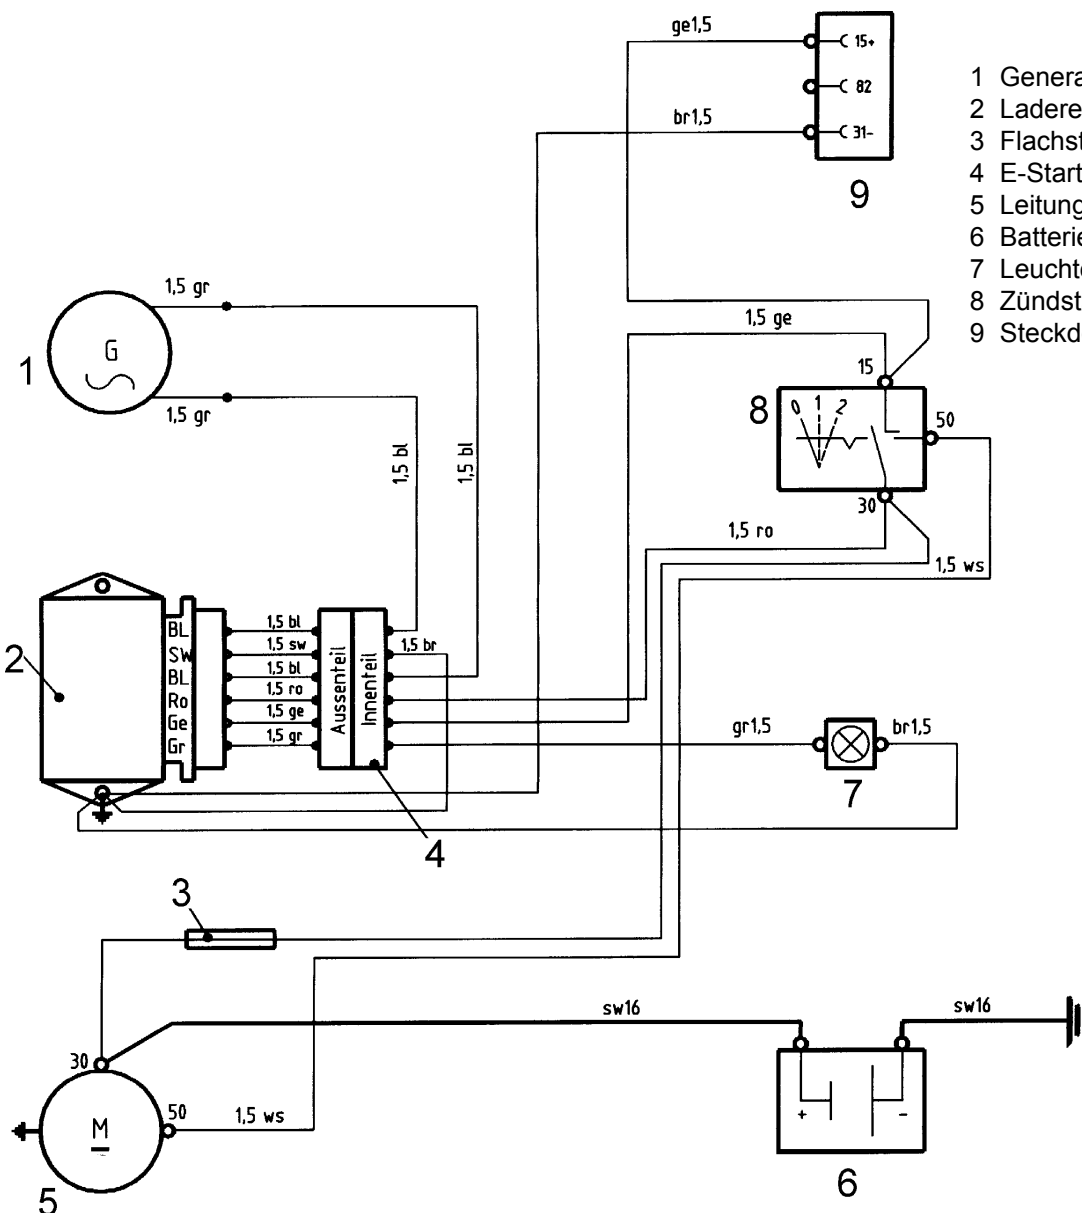 ge1,5
15+
82
br1,5
31-
9
1 Genera
2 Ladere
3 Flachst
4 E-Start
5 Leitung
6 Batterie
7 Leuchte
8 Zündst
9 Steckd
1,5 gr
G
1
1,5 gr
1,5 bl
1,5 bl
1,5 ge
15
8
0
1
2
50
30
1,5 ro
1,5 ws
2
BL
SW
BL
Ro
Ge
Gr
1,5 bl
1,5 sw
1,5 bl
1,5 ro
1,5 ge
1,5 gr
Aussenteil
Innenteil
1,5 br
4
gr1,5
br1,5
7
3
sw16
sw16
30
M
50
1,5 ws
5
+
-
6